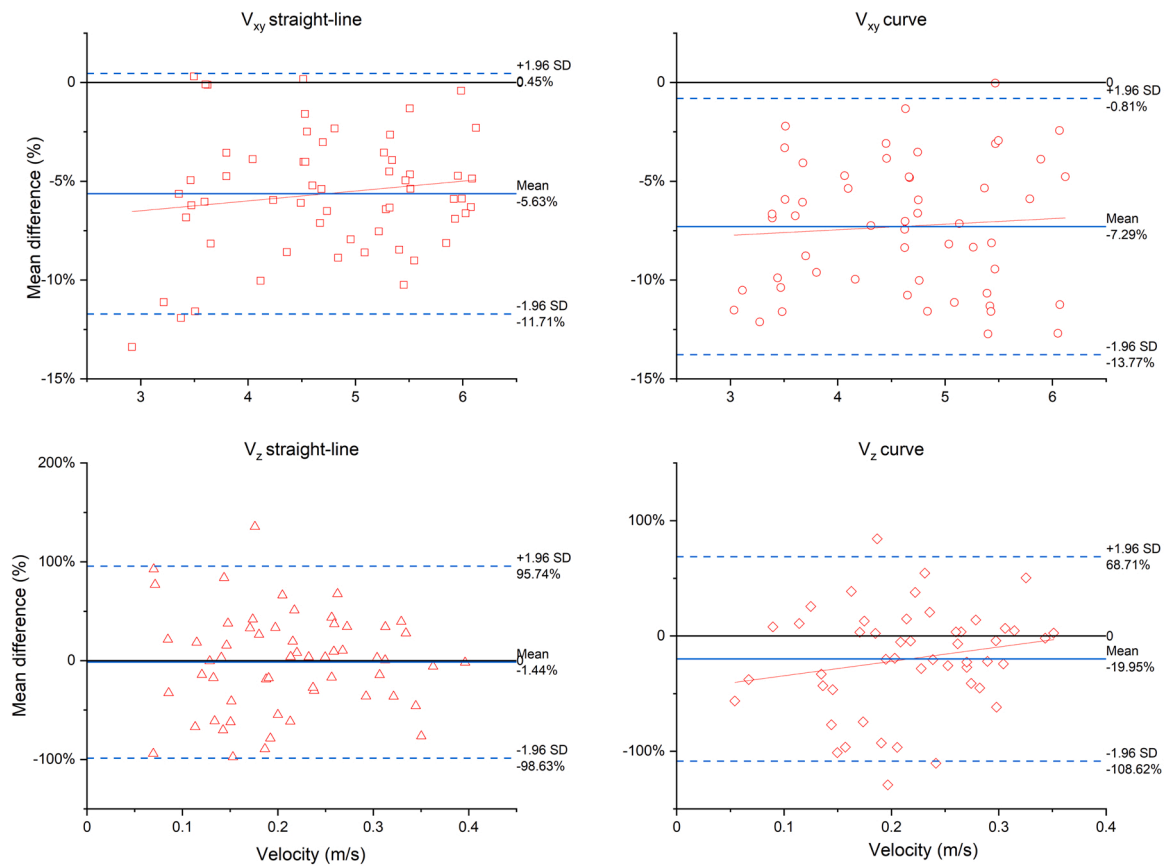 V_xy straight-line
Mean difference (%)
0
-5%
-10%
-15%
3
4
5
6
+1.96 SD
0
0.45%
Mean
-5.63%
-1.96 SD
-11.71%
V_xy curve
0
-5%
-10%
-15%
3
4
5
6
0
+1.96 SD
-0.81%
Mean
-7.29%
-1.96 SD
-13.77%
V_z straight-line
Mean difference (%)
200%
100%
0
-100%
0
0.1
0.2
0.3
0.4
Velocity (m/s)
+1.96 SD
95.74%
Mean
0
-1.44%
-1.96 SD
-98.63%
V_z curve
100%
0
-100%
0
0.1
0.2
0.3
0.4
Velocity (m/s)
+1.96 SD
68.71%
0
Mean
-19.95%
-1.96 SD
-108.62%